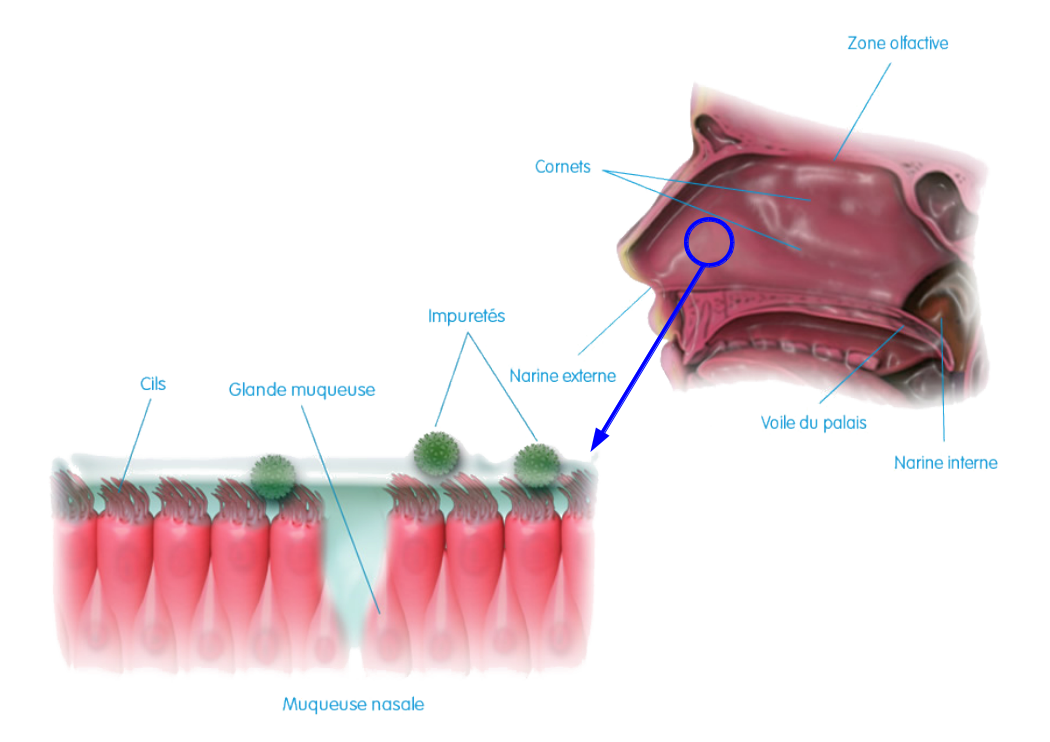 Zone olfactive
Cornets
Impuretés
Narine externe
Cils
Glande muqueuse
Voile du palais
Narine interne
Muqueuse nasale